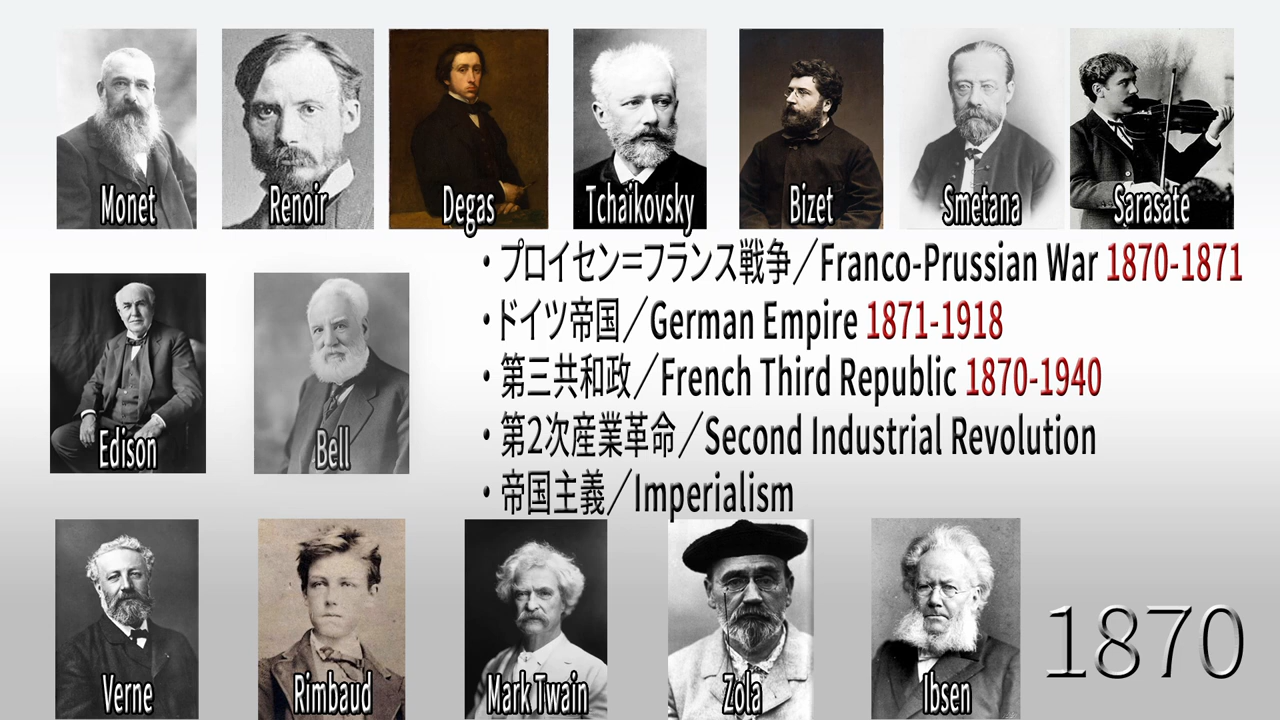 Monet Renoir Degas Tchaikovsky Bizet Smetana Sarasate
・プロイセン=フランス戦争／Franco-Prussian War 1870-1871
・ドイツ帝国／German Empire 1871-1918
・第三共和政／French Third Republic 1870-1940
・第2次産業革命／Second Industrial Revolution
・帝国主義／Imperialism
Edison Bell
Verne Rimbaud Mark Twain Zola Ibsen
1870